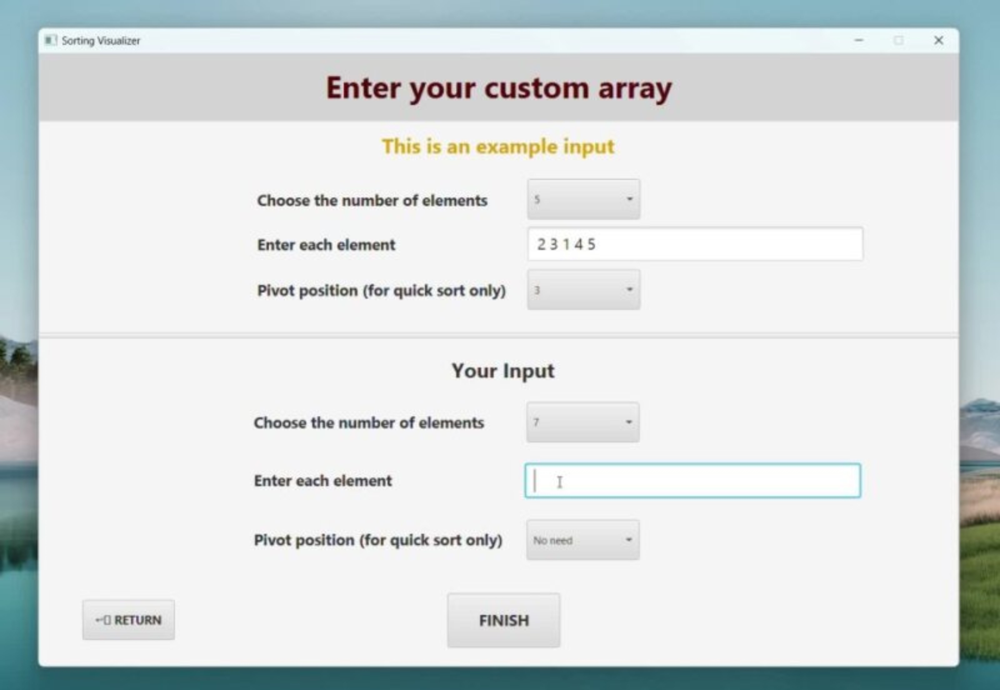 Sorting Visualizer
Enter your custom array
This is an example input
Choose the number of elements 5
Enter each element 2 3 1 4 5
Pivot position (for quick sort only) 3
Your Input
Choose the number of elements 7
Enter each element
Pivot position (for quick sort only) No need
RETURN
FINISH